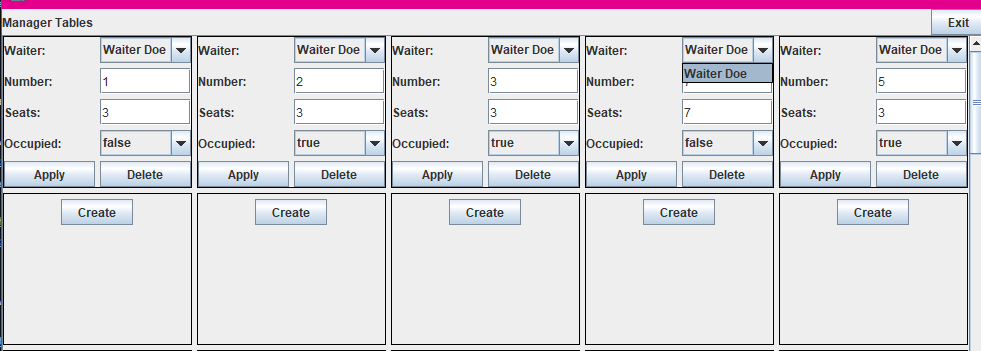 Manager Tables Exit
Waiter: Waiter Doe Waiter: Waiter Doe Waiter: Waiter Doe Waiter: Waiter Doe Waiter: Waiter Doe
Waiter Doe
Number: 1 Number: 2 Number: 3 Number: Number: 5
Seats: 3 Seats: 3 Seats: 3 Seats: 7 Seats: 3
Occupied: false Occupied: true Occupied: true Occupied: false Occupied: true
Apply Delete Apply Delete Apply Delete Apply Delete Apply Delete
Create Create Create Create Create